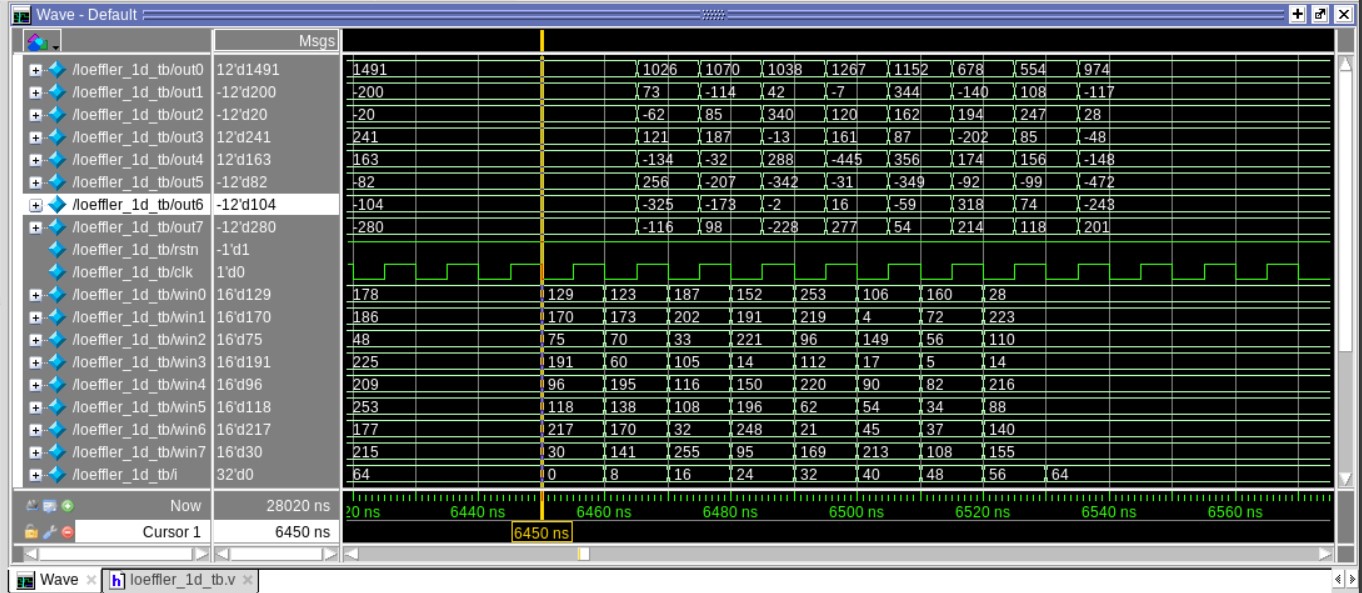 Wave - Default
Msgs
/loeffler_1d_tb/out0 12'd1491 1491 1026 1070 1038 1267 1152 678 554 974
/loeffler_1d_tb/out1 -12'd200 -200 73 -114 42 -7 344 -140 108 -117
/loeffler_1d_tb/out2 -12'd20 -20 -62 85 340 120 162 194 247 28
/loeffler_1d_tb/out3 12'd241 241 121 187 -13 161 87 -202 85 -48
/loeffler_1d_tb/out4 12'd163 163 -134 -32 288 -445 356 174 156 -148
/loeffler_1d_tb/out5 -12'd82 -82 256 -207 -342 -31 -349 -92 -99 -472
/loeffler_1d_tb/out6 -12'd104 -104 -325 -173 -2 16 -59 318 74 -243
/loeffler_1d_tb/out7 -12'd280 -280 -116 98 -228 277 54 214 118 201
/loeffler_1d_tb/rstn -1'd1
/loeffler_1d_tb/clk 1'd0
/loeffler_1d_tb/win0 16'd129 178 129 123 187 152 253 106 160 28
/loeffler_1d_tb/win1 16'd170 186 170 173 202 191 219 4 72 223
/loeffler_1d_tb/win2 16'd75 48 75 70 33 221 96 149 56 110
/loeffler_1d_tb/win3 16'd191 225 191 60 105 14 112 17 5 14
/loeffler_1d_tb/win4 16'd96 209 96 195 116 150 220 90 82 216
/loeffler_1d_tb/win5 16'd118 253 118 138 108 196 62 54 34 88
/loeffler_1d_tb/win6 16'd217 177 217 170 32 248 21 45 37 140
/loeffler_1d_tb/win7 16'd30 215 30 141 255 95 169 213 108 155
/loeffler_1d_tb/i 32'd0 64 0 8 16 24 32 40 48 56 64
Now 28020 ns 20 ns 6440 ns 6460 ns 6480 ns 6500 ns 6520 ns 6540 ns 6560 ns
Cursor 1 6450 ns 6450 ns
Wave loeffler_1d_tb.v